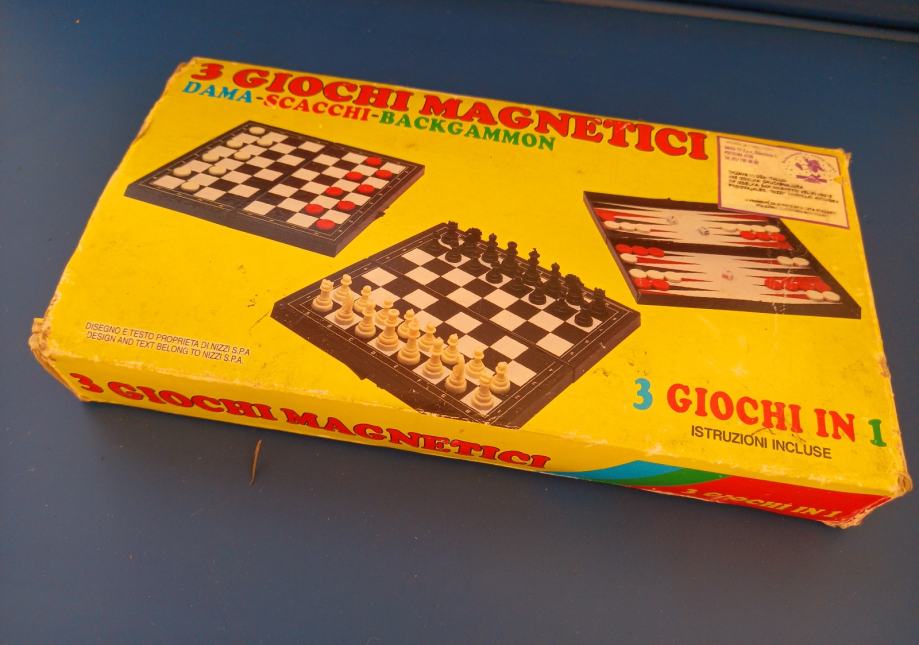 3 GIOCHI MAGNETICI
DAMA-SCACCHI-BACKGAMMON
DISEGNO E TESTO PROPRIETA DI NIZZI S.P.A.
DESIGN AND TEXT BELONG TO NIZZI S.P.A.
3 GIOCHI IN 1
ISTRUZIONI INCLUSE
3 GIOCHI MAGNETICI
3 GIOCHI IN 1